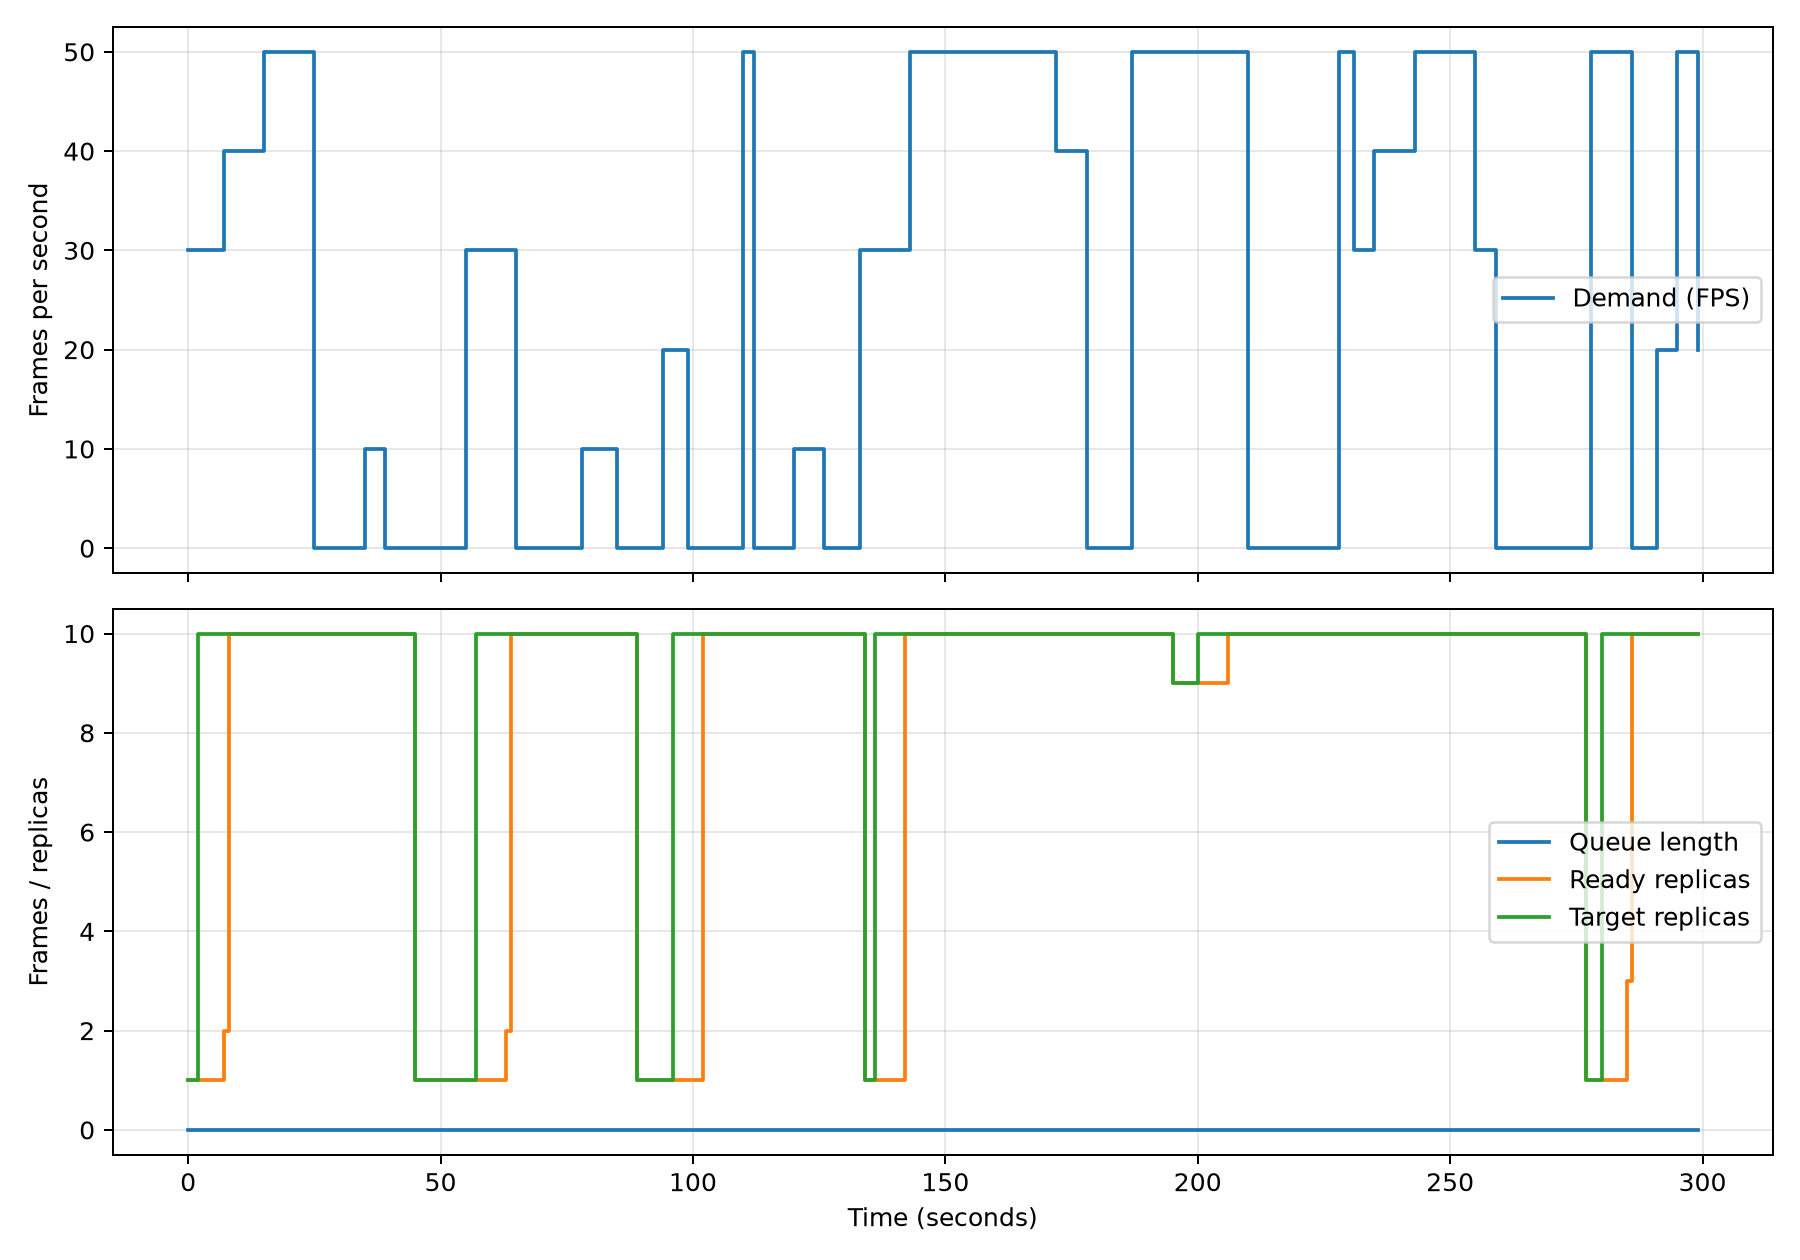 50
40
30
20
10
0
Frames per second
Demand (FPS)
10
8
6
4
2
0
Frames / replicas
Queue length
Ready replicas
Target replicas
0 50 100 150 200 250 300
Time (seconds)